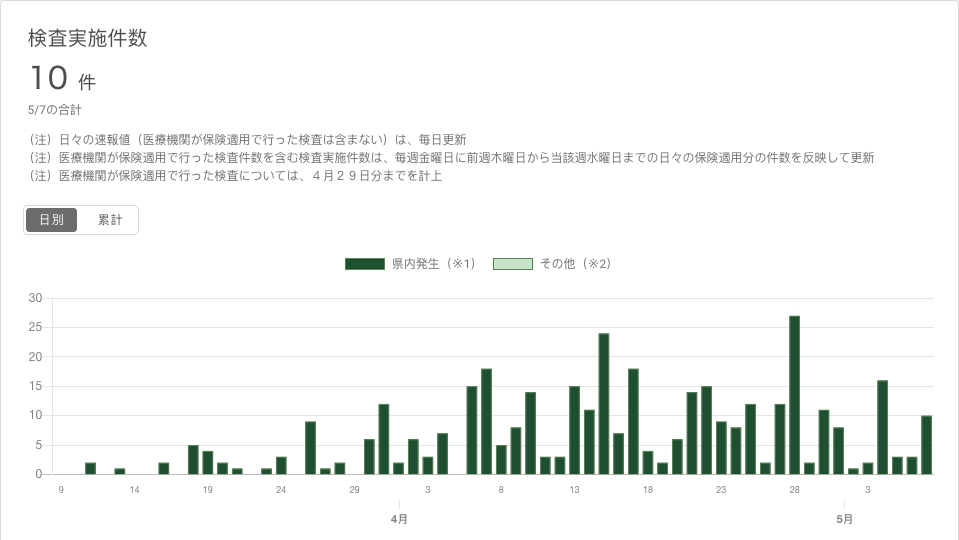 検査実施件数
10 件
5/7の合計
（注）日々の速報値（医療機関が保険適用で行った検査は含まない）は、毎日更新
（注）医療機関が保険適用で行った検査件数を含む検査実施件数は、毎週金曜日に前週木曜日から当該週水曜日までの日々の保険適用分の件数を反映して更新
（注）医療機関が保険適用で行った検査については、４月２９日分までを計上
日別 累計
県内発生（※1） その他（※2）
30
25
20
15
10
5
0
9 14 19 24 29 3 8 13 18 23 28 3
4月 5月